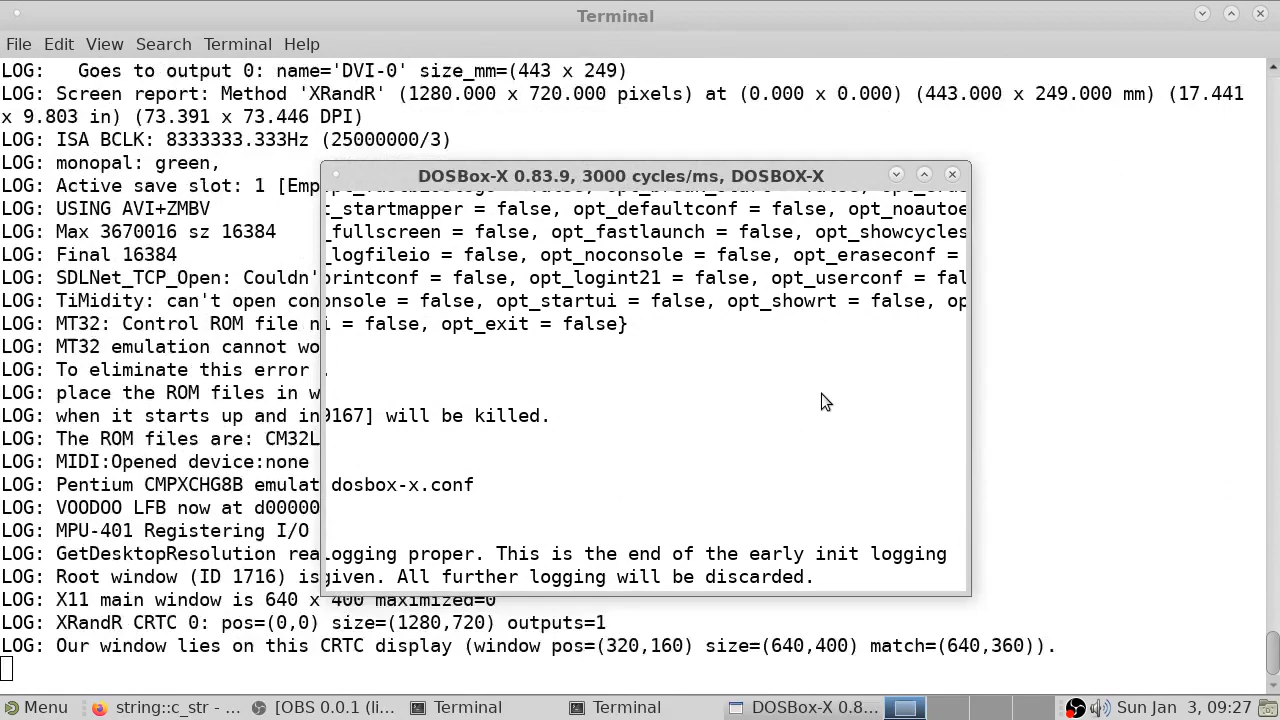 Terminal
File Edit View Search Terminal Help
LOG:   Goes to output 0: name='DVI-0' size_mm=(443 x 249)
LOG: Screen report: Method 'XRandR' (1280.000 x 720.000 pixels) at (0.000 x 0.000) (443.000 x 249.000 mm) (17.441
x 9.803 in) (73.391 x 73.446 DPI)
LOG: ISA BCLK: 8333333.333Hz (25000000/3)
LOG: monopal: green,
LOG: Active save slot: 1 [Emp
LOG: USING AVI+ZMBV
LOG: Max 3670016 sz 16384
LOG: Final 16384
LOG: SDLNet_TCP_Open: Couldn'
LOG: TiMidity: can't open con
LOG: MT32: Control ROM file n
LOG: MT32 emulation cannot wo
LOG: To eliminate this error
LOG: place the ROM files in w
LOG: when it starts up and in
LOG: The ROM files are: CM32L
LOG: MIDI:Opened device:none
LOG: Pentium CMPXCHG8B emulat
LOG: VOODOO LFB now at d00000
LOG: MPU-401 Registering I/O
LOG: GetDesktopResolution rea
LOG: Root window (ID 1716) is
LOG: X11 main window is 640 x 400 maximized=0
LOG: XRandR CRTC 0: pos=(0,0) size=(1280,720) outputs=1
LOG: Our window lies on this CRTC display (window pos=(320,160) size=(640,400) match=(640,360)).
DOSBox-X 0.83.9, 3000 cycles/ms, DOSBOX-X
t_startmapper = false, opt_defaultconf = false, opt_noautoe
_fullscreen = false, opt_fastlaunch = false, opt_showcycles
_logfileio = false, opt_noconsole = false, opt_eraseconf =
printconf = false, opt_logint21 = false, opt_userconf = fal
onsole = false, opt_startui = false, opt_showrt = false, op
i = false, opt_exit = false}
.
9167] will be killed.
dosbox-x.conf
logging proper. This is the end of the early init logging
given. All further logging will be discarded.
Menu
string::c_str - ...
[OBS 0.0.1 (li...
Terminal
Terminal
DOSBox-X 0.8...
Sun Jan 3, 09:27